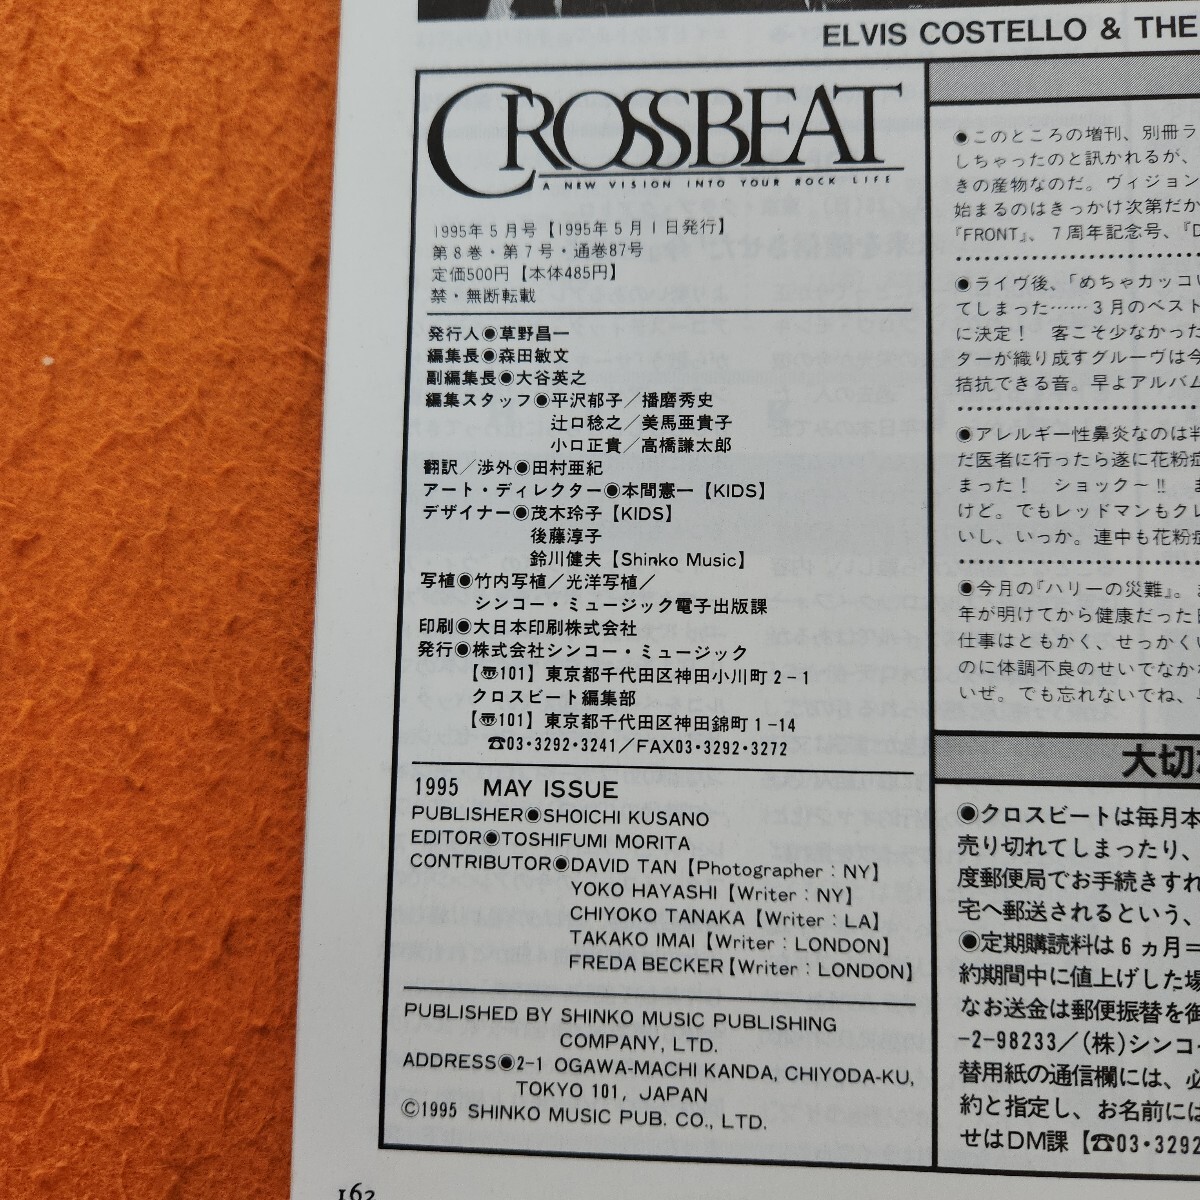 ELVIS COSTELLO & THE
CROSSBEAT
A NEW VISION INTO YOUR ROCK LIFE
1995年5月号【1995年5月1日発行】
第8巻・第7号・通巻87号
定価500円【本体485円】
禁・無断転載
発行人◉草野昌一
編集長◉森田敏文
副編集長◉大谷英之
編集スタッフ◉平沢郁子／播磨秀史
辻口稔之／美馬亜貴子
小口正貴／高橋謙太郎
翻訳／渉外◉田村亜紀
アート・ディレクター◉本間憲一【KIDS】
デザイナー◉茂木玲子【KIDS】
後藤淳子
鈴川健夫【Shinko Music】
写植◉竹内写植／光洋写植／
シンコー・ミュージック電子出版課
印刷◉大日本印刷株式会社
発行◉株式会社シンコー・ミュージック
【〠101】東京都千代田区神田小川町2-1
クロスビート編集部
【〠101】東京都千代田区神田錦町1-14
☎03・3292・3241／FAX03・3292・3272
1995 MAY ISSUE
PUBLISHER◉SHOICHI KUSANO
EDITOR◉TOSHIFUMI MORITA
CONTRIBUTOR◉DAVID TAN【Photographer：NY】
YOKO HAYASHI【Writer：NY】
CHIYOKO TANAKA【Writer：LA】
TAKAKO IMAI【Writer：LONDON】
FREDA BECKER【Writer：LONDON】
PUBLISHED BY SHINKO MUSIC PUBLISHING
COMPANY, LTD.
ADDRESS◉2-1 OGAWA-MACHI KANDA, CHIYODA-KU,
TOKYO 101, JAPAN
©1995 SHINKO MUSIC PUB. CO., LTD.
◉このところの増刊、別冊ラ
しちゃったのと訊かれるが、
きの産物なのだ。ヴィジョン
始まるのはきっかけ次第だか
『FRONT』、7周年記念号、『D
◉ライヴ後、「めちゃカッコい
てしまった……3月のベスト
に決定！ 客こそ少なかった
ターが織り成すグルーヴは今
拮抗できる音。早よアルバム
◉アレルギー性鼻炎なのは判
だ医者に行ったら遂に花粉症
まった！ ショック～!! ま
けど。でもレッドマンもクレ
いし、いっか。連中も花粉症
◉今月の『ハリーの災難』。ま
年が明けてから健康だった日
仕事はともかく、せっかくい
のに体調不良のせいでなかな
いぜ。でも忘れないでね、
大切な
◉クロスビートは毎月本
売り切れてしまったり、
度郵便局でお手続きすれ
宅へ郵送されるという、
◉定期購読料は6ヵ月＝
約期間中に値上げした場
なお送金は郵便振替を御
-2-98233／(株)シンコー
替用紙の通信欄には、必
約と指定し、お名前には
せはDM課【☎03・3292
162